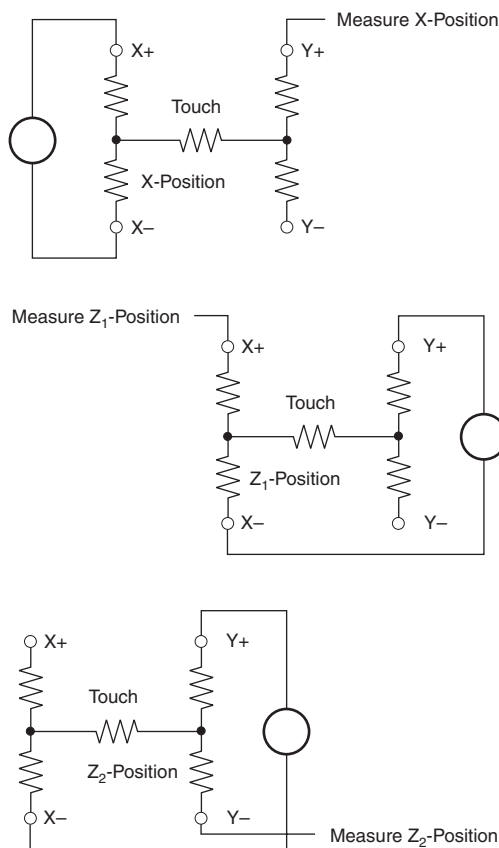 Measure X-Position
X+
Y+
Touch
X-Position
X–
Y–
Measure Z₁-Position
X+
Y+
Touch
Z₁-Position
X–
Y–
X+
Y+
Touch
Z₂-Position
X–
Y–
Measure Z₂-Position